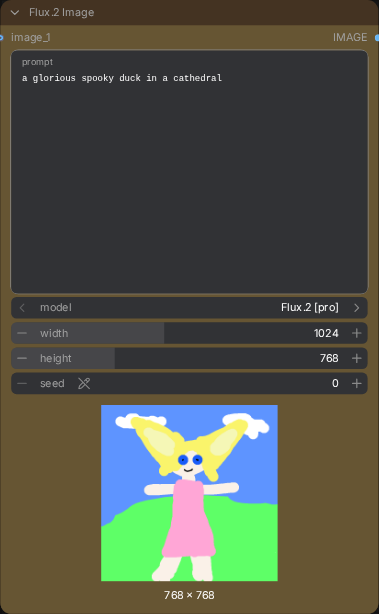 Flux.2 Image
image_1 IMAGE
prompt
a glorious spooky duck in a cathedral
model Flux.2 [pro]
width 1024
height 768
seed 0
768 × 768